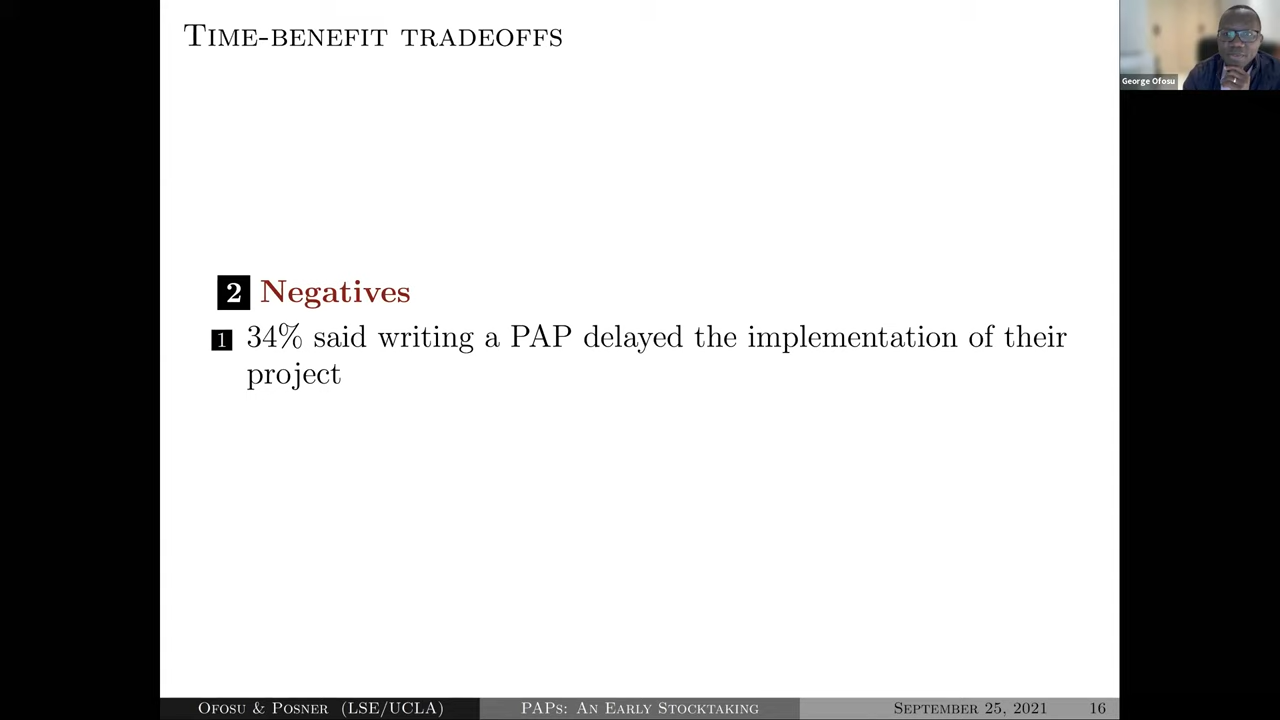 Time-benefit tradeoffs
George Ofosu
2 Negatives
1 34% said writing a PAP delayed the implementation of their
project
Ofosu & Posner (LSE/UCLA) PAPs: An Early Stocktaking September 25, 2021 16